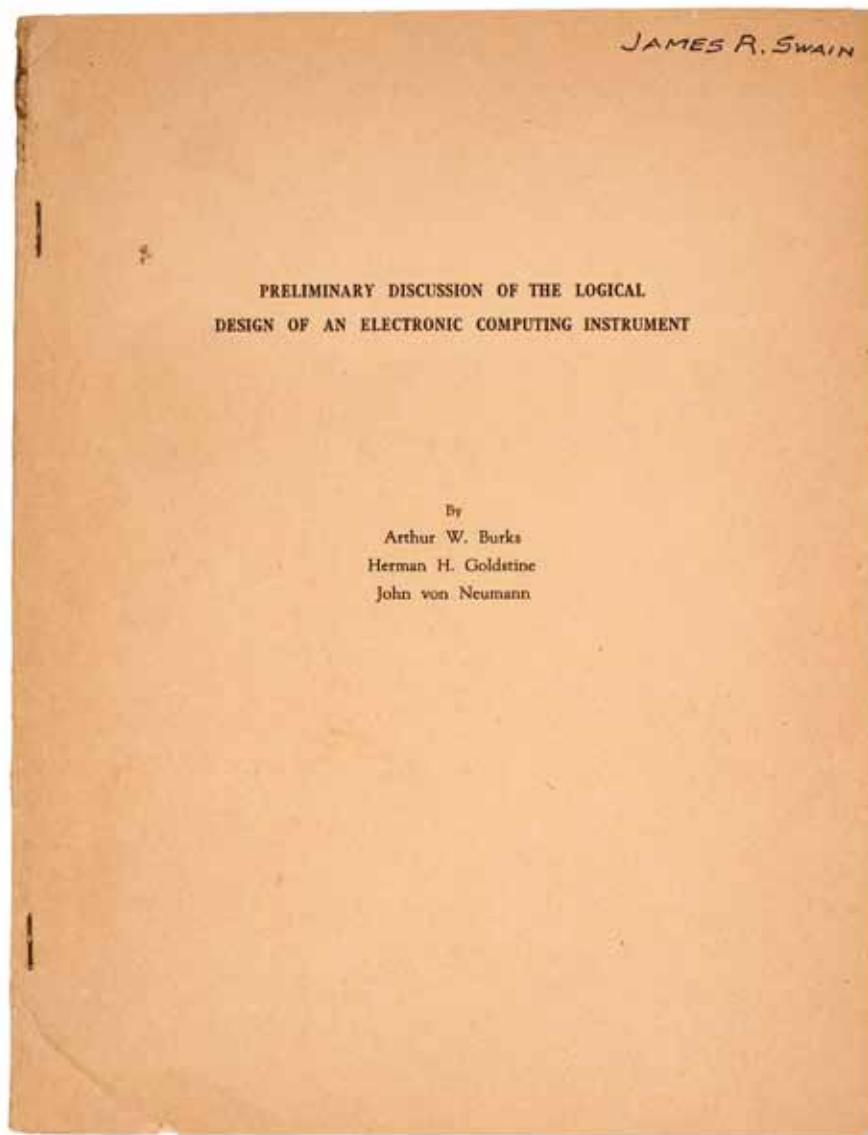 JAMES R. SWAIN
PRELIMINARY DISCUSSION OF THE LOGICAL
DESIGN OF AN ELECTRONIC COMPUTING INSTRUMENT
By
Arthur W. Burks
Herman H. Goldstine
John von Neumann